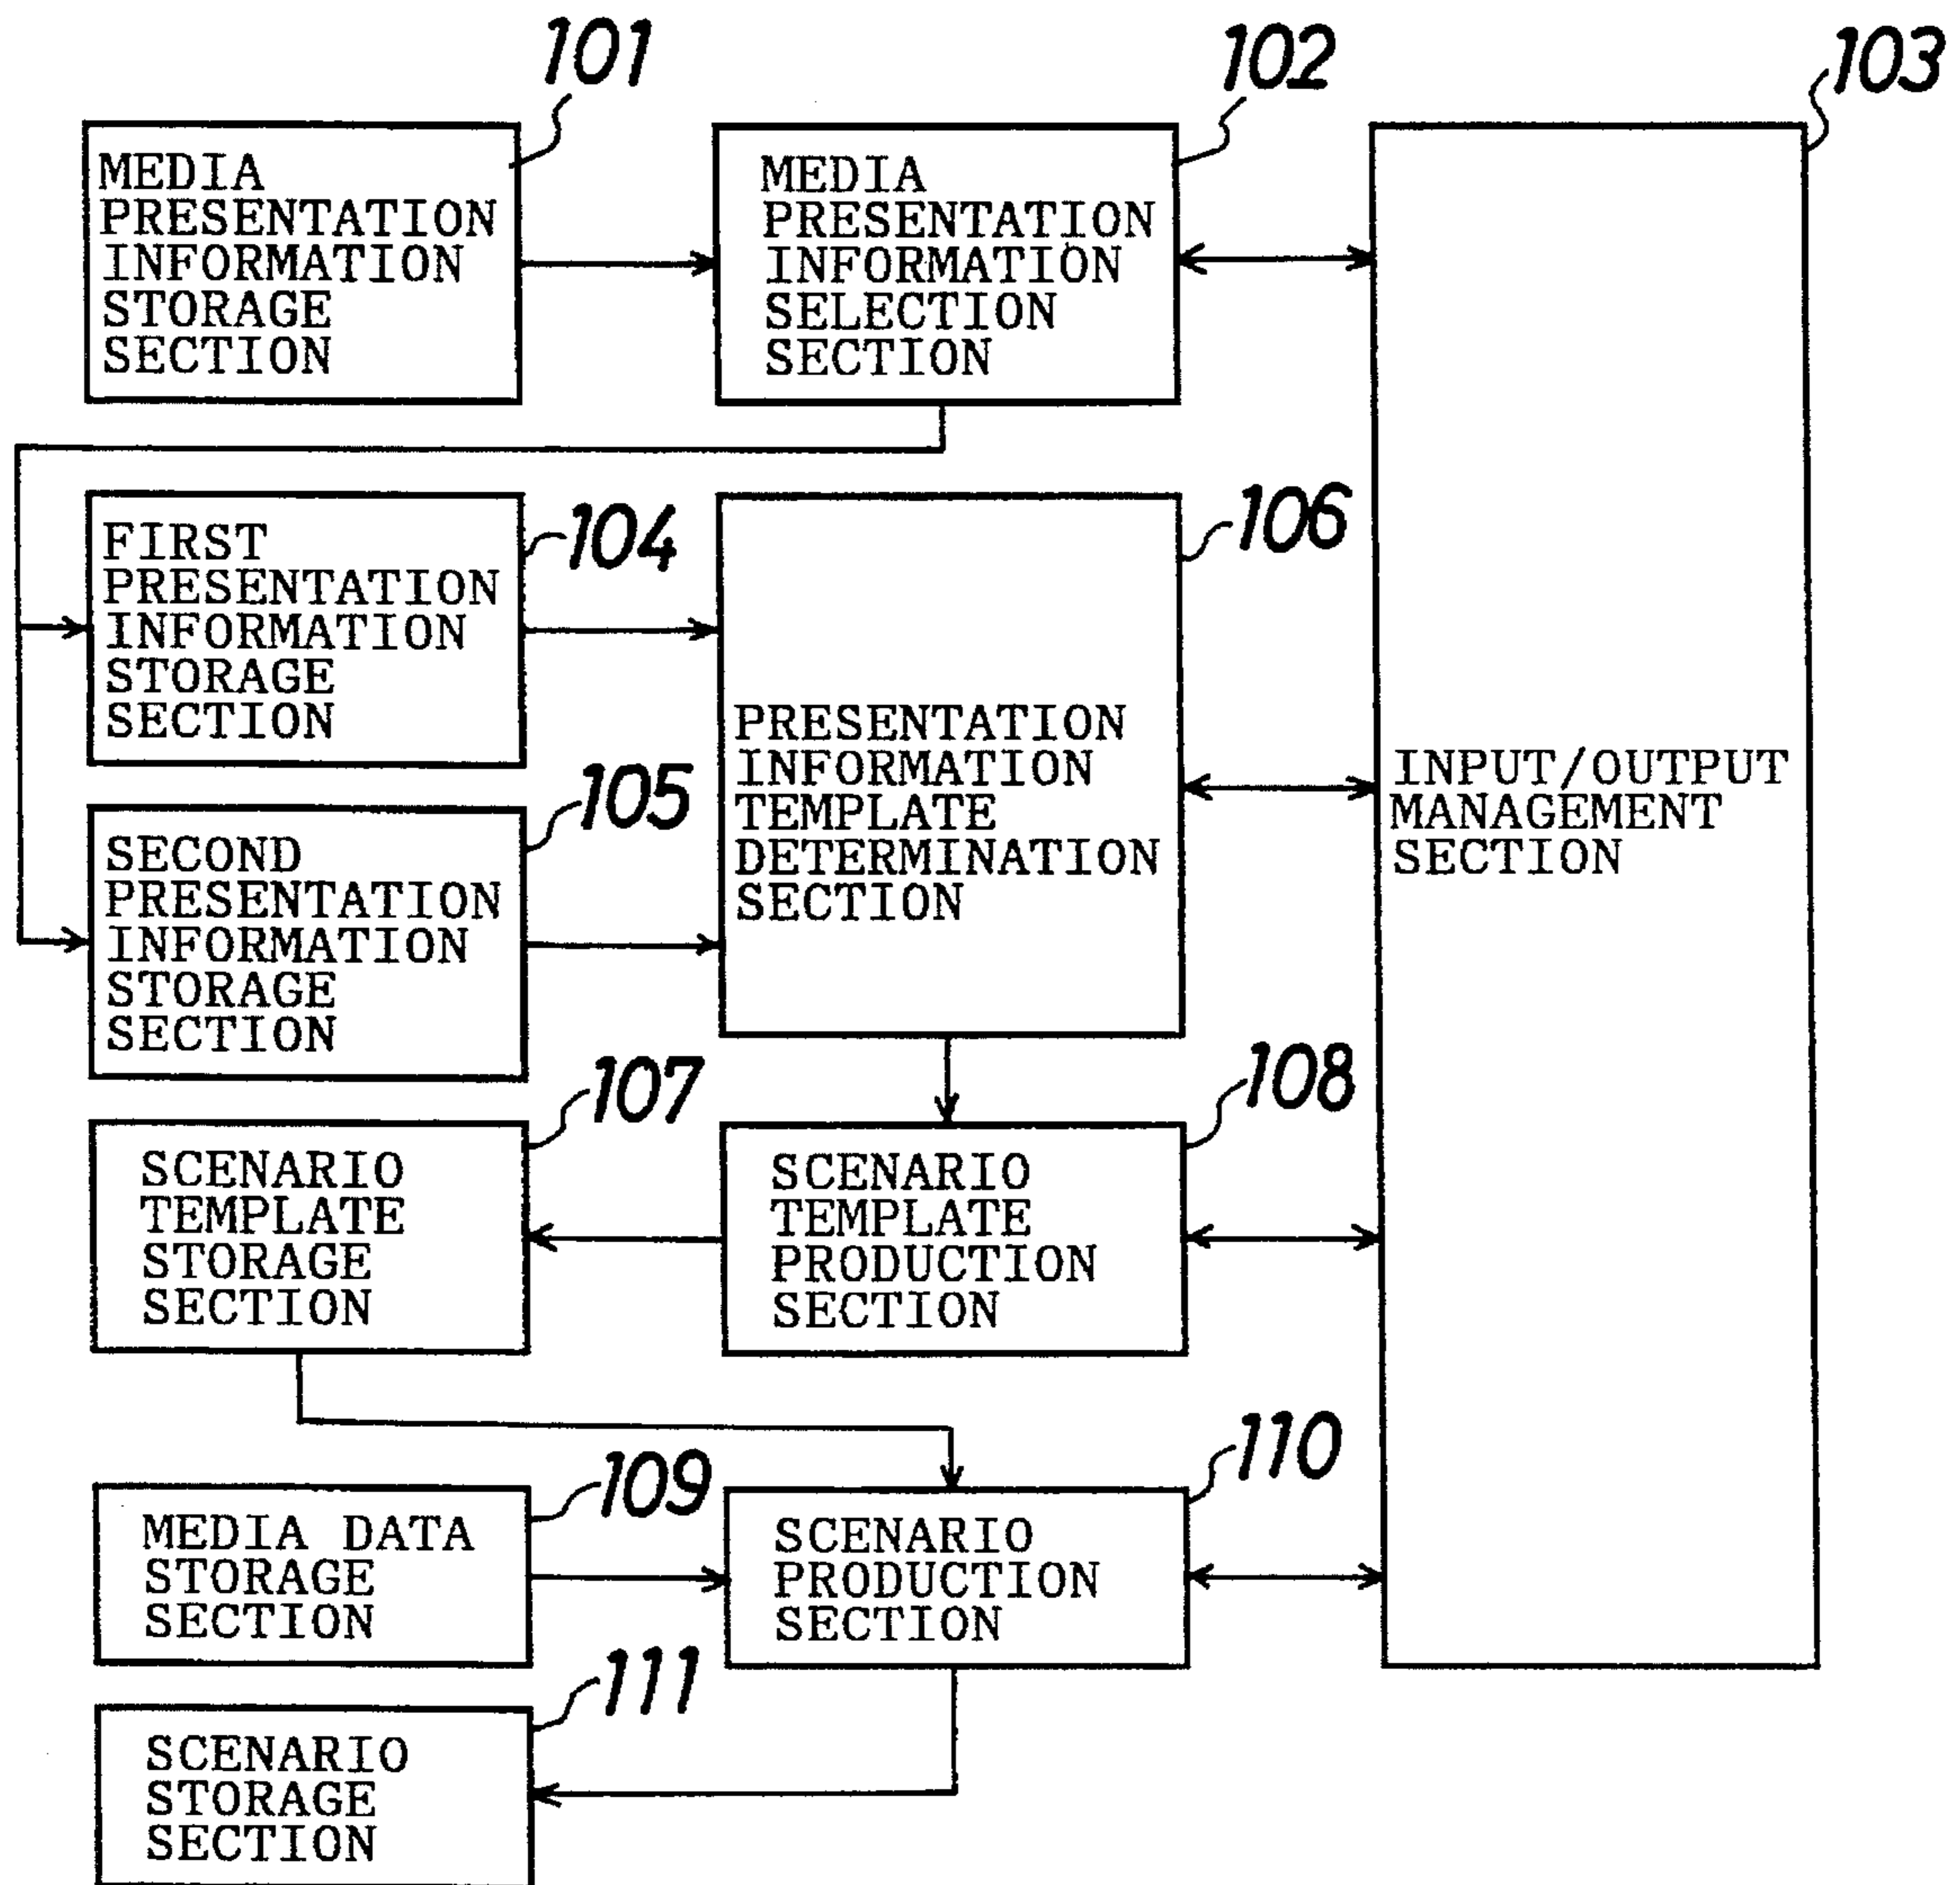 101
102
103
MEDIA
PRESENTATION
INFORMATION
STORAGE
SECTION
MEDIA
PRESENTATION
INFORMATION
SELECTION
SECTION
104
FIRST
PRESENTATION
INFORMATION
STORAGE
SECTION
106
PRESENTATION
INFORMATION
TEMPLATE
DETERMINATION
SECTION
INPUT/OUTPUT
MANAGEMENT
SECTION
105
SECOND
PRESENTATION
INFORMATION
STORAGE
SECTION
107
SCENARIO
TEMPLATE
STORAGE
SECTION
108
SCENARIO
TEMPLATE
PRODUCTION
SECTION
109
MEDIA DATA
STORAGE
SECTION
110
SCENARIO
PRODUCTION
SECTION
111
SCENARIO
STORAGE
SECTION